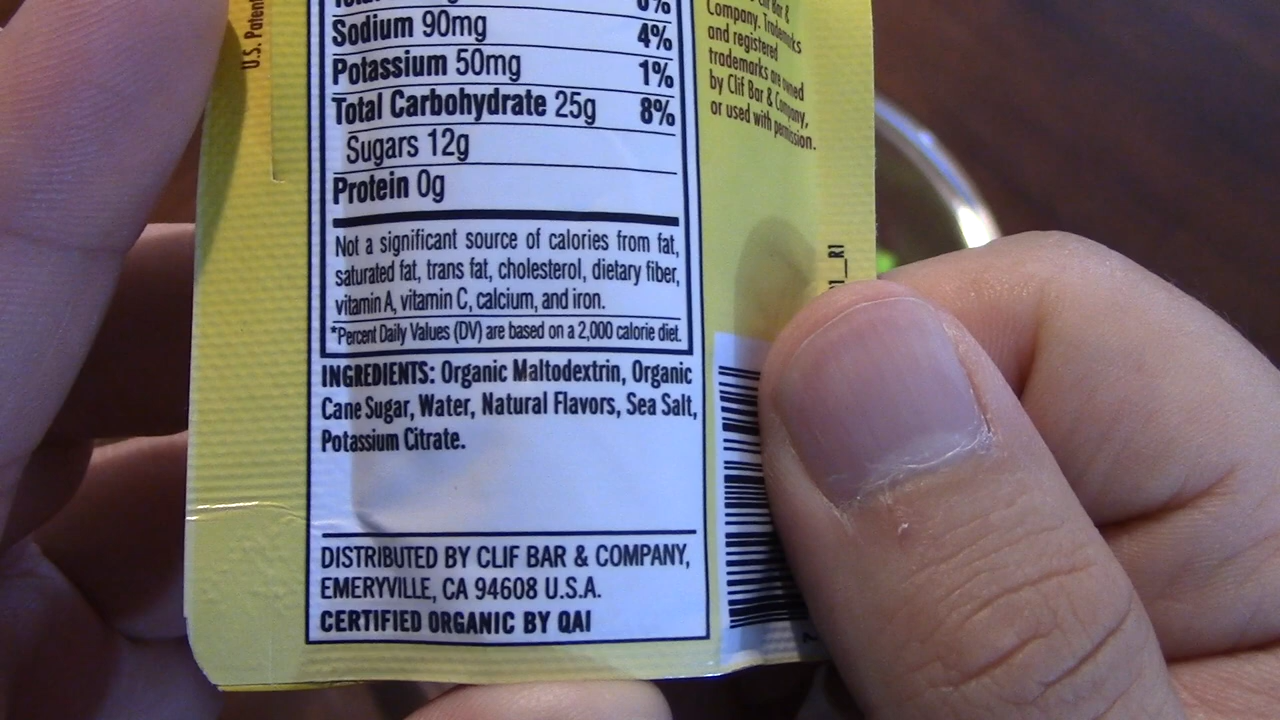 U.S. Patent
Sodium 90mg 4%
Potassium 50mg 1%
Total Carbohydrate 25g 8%
Sugars 12g
Protein 0g
Not a significant source of calories from fat,
saturated fat, trans fat, cholesterol, dietary fiber,
vitamin A, vitamin C, calcium, and iron.
*Percent Daily Values (DV) are based on a 2,000 calorie diet.
INGREDIENTS: Organic Maltodextrin, Organic
Cane Sugar, Water, Natural Flavors, Sea Salt,
Potassium Citrate.
DISTRIBUTED BY CLIF BAR & COMPANY,
EMERYVILLE, CA 94608 U.S.A.
CERTIFIED ORGANIC BY QAI
Clif Bar &
Company. Trademarks
and registered
trademarks are owned
by Clif Bar & Company,
or used with permission.